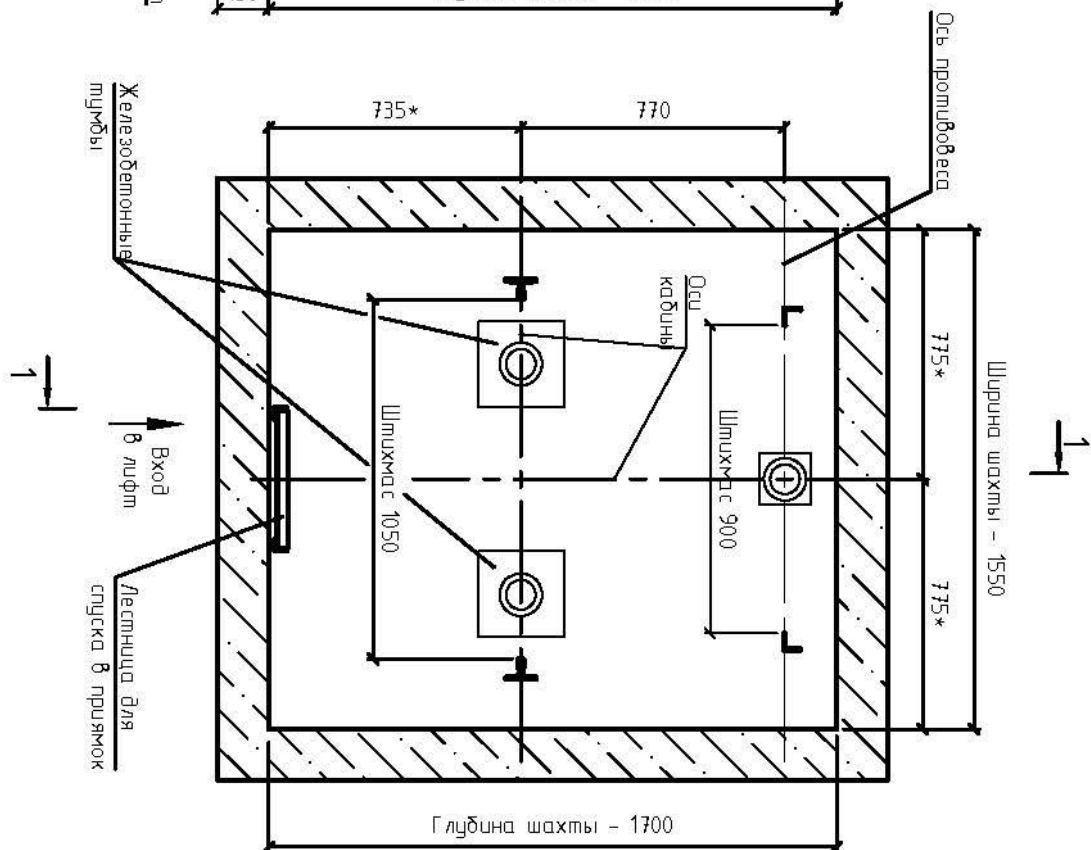 735*
770
Ось противовеса
Железобетонные
тумбы
Оси
кабины
775*
Ширина шахты - 1550
775*
Штихмас 1050
Штихмас 900
1
1
Вход
в лифт
Лестница для
спуска в приямок
Глубина шахты - 1700